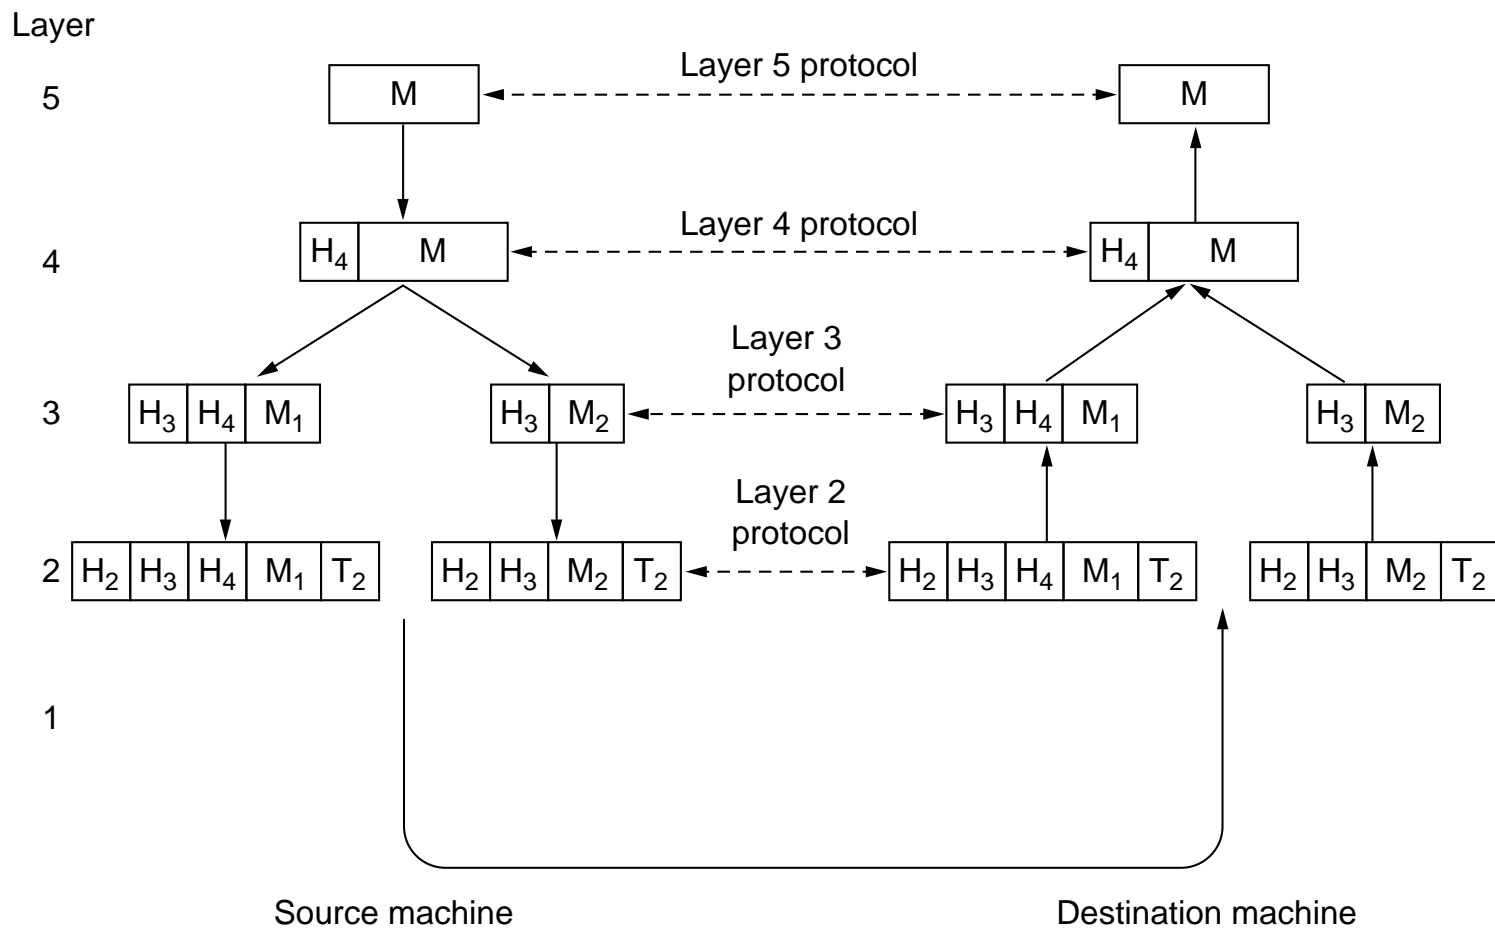 Layer
5 M Layer 5 protocol M
4 H4 M Layer 4 protocol H4 M
Layer 3
protocol
3 H3 H4 M1 H3 M2 H3 H4 M1 H3 M2
Layer 2
protocol
2 H2 H3 H4 M1 T2 H2 H3 M2 T2 H2 H3 H4 M1 T2 H2 H3 M2 T2
1
Source machine Destination machine